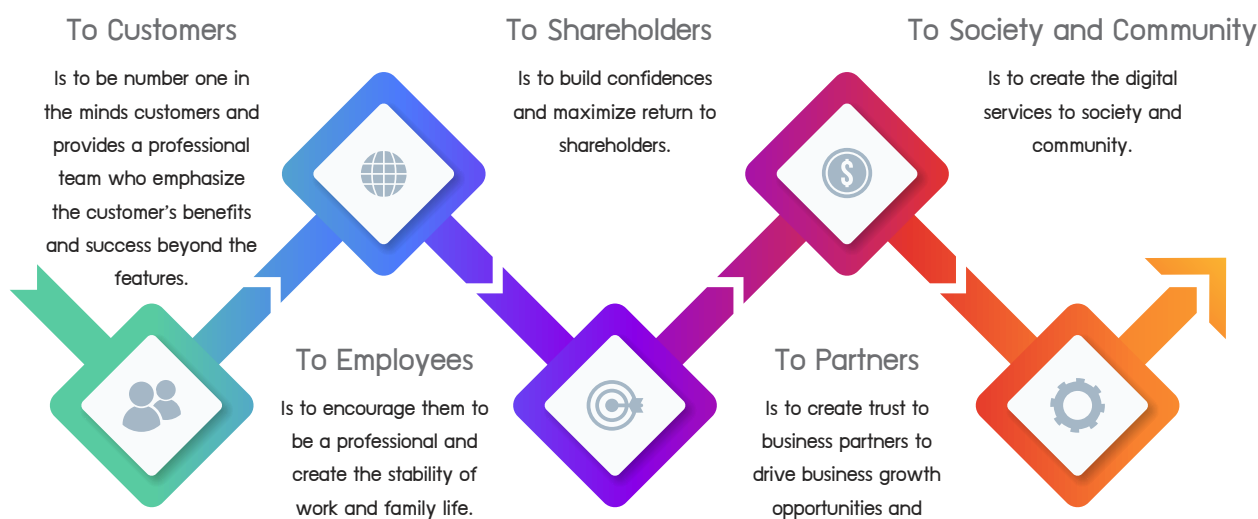 To Customers
Is to be number one in
the minds customers and
provides a professional
team who emphasize
the customer's benefits
and success beyond the
features.
To Employees
Is to encourage them to
be a professional and
create the stability of
work and family life.
To Shareholders
Is to build confidences
and maximize return to
shareholders.
To Partners
Is to create trust to
business partners to
drive business growth
opportunities and
To Society and Community
Is to create the digital
services to society and
community.